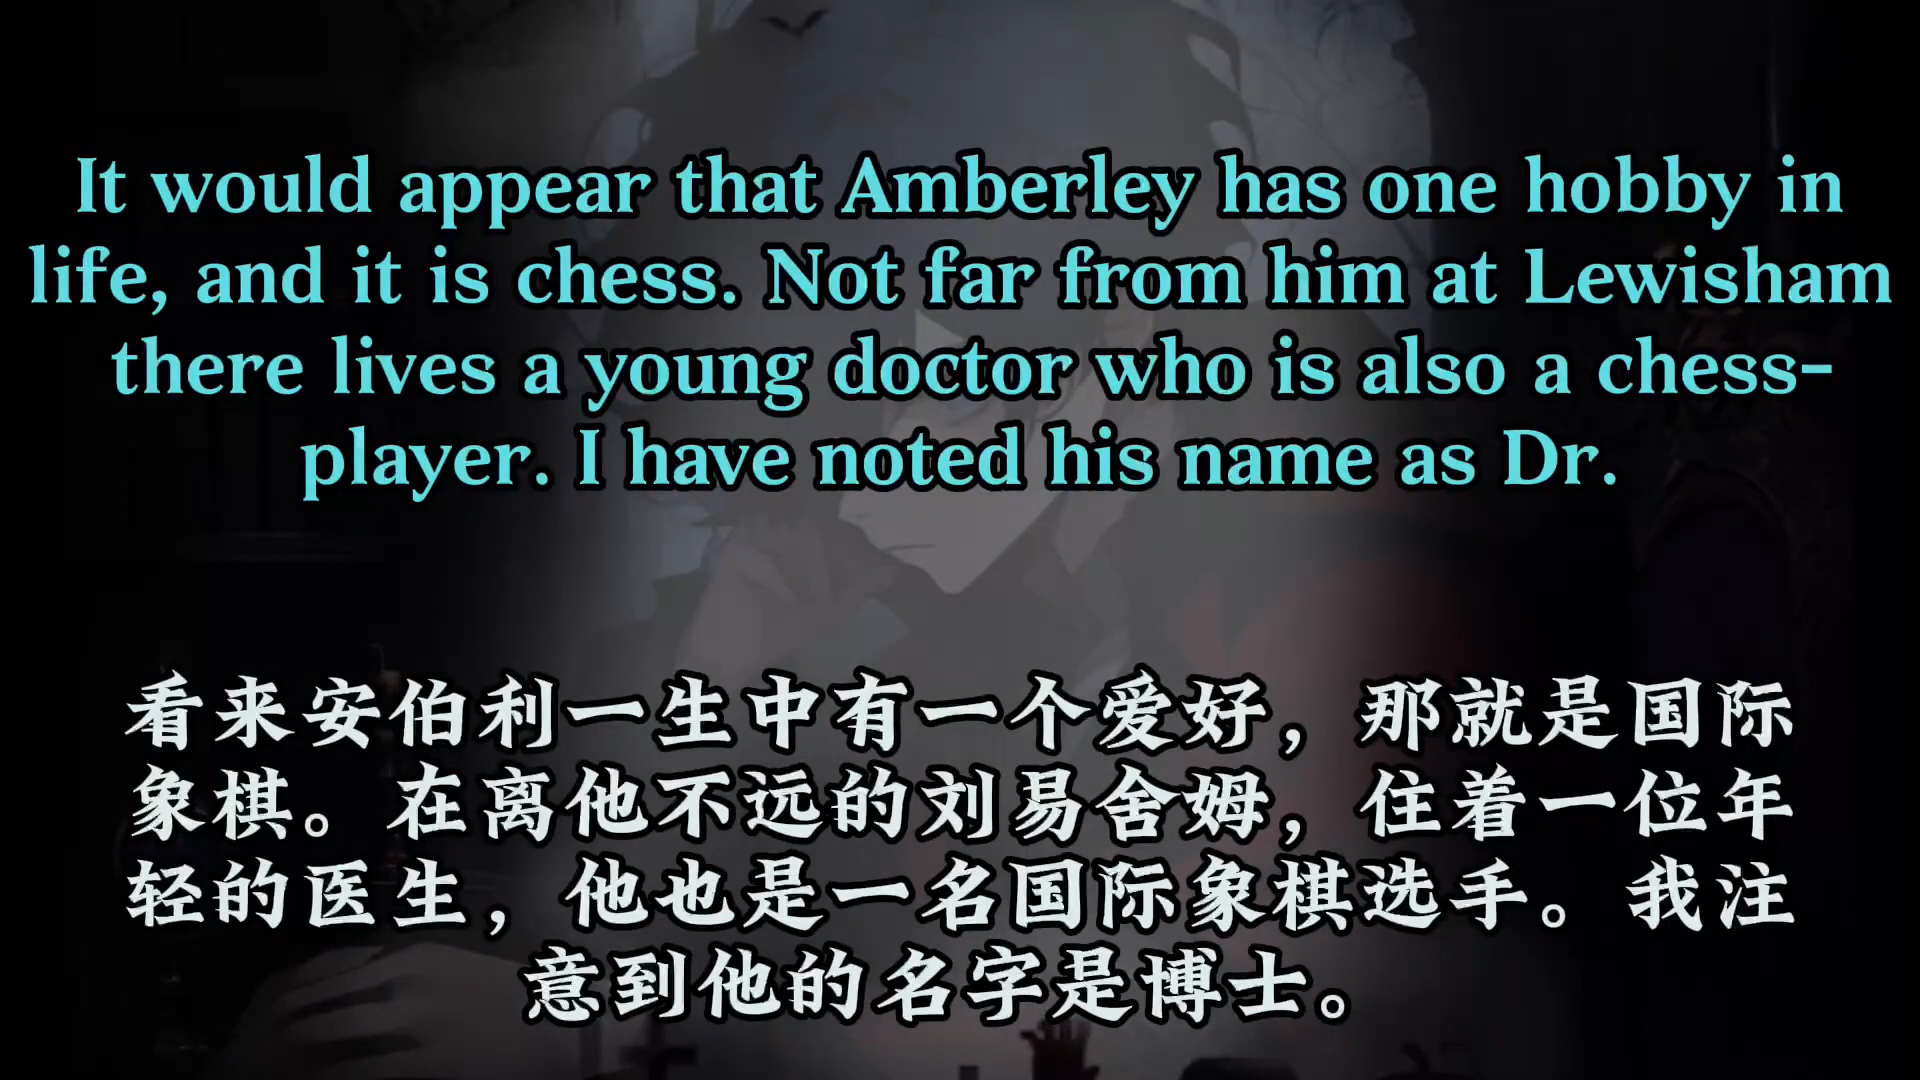 It would appear that Amberley has one hobby in
life, and it is chess. Not far from him at Lewisham
there lives a young doctor who is also a chess-
player. I have noted his name as Dr.
看来安伯利一生中有一个爱好，那就是国际
象棋。在离他不远的刘易舍姆，住着一位年
轻的医生，他也是一名国际象棋选手。我注
意到他的名字是博士。